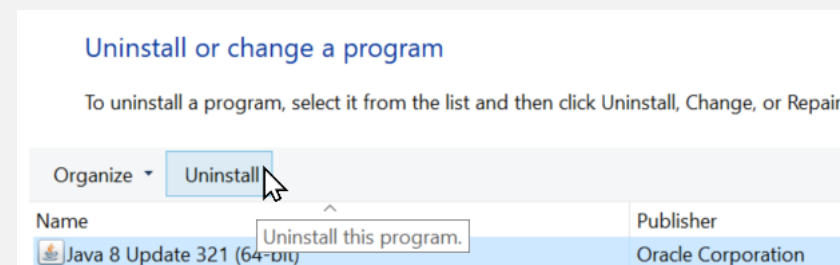 Uninstall or change a program
To uninstall a program, select it from the list and then click Uninstall, Change, or Repair
Organize Uninstall
Name Publisher
Uninstall this program.
Java 8 Update 321 (64-bit) Oracle Corporation